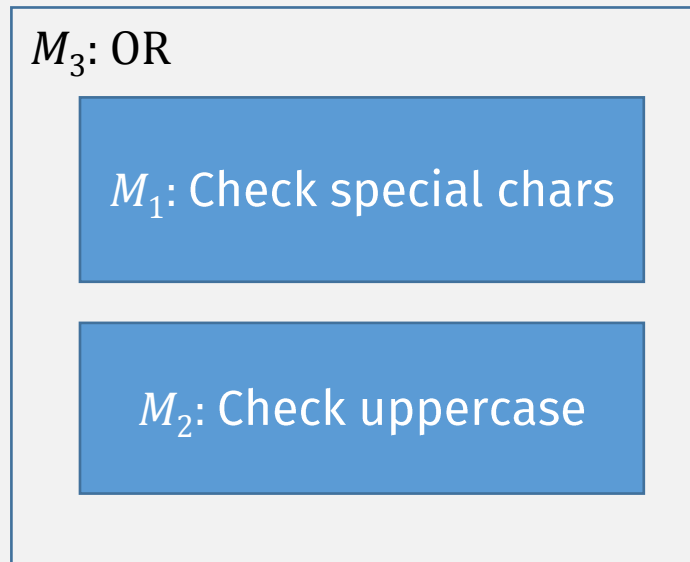 M₃: OR
M₁: Check special chars
M₂: Check uppercase